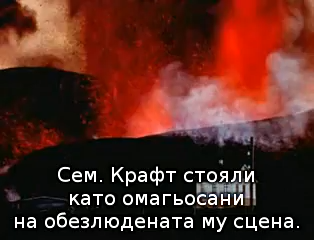 Сем. Крафт стояли
като омагьосани
на обезлюдената му сцена.